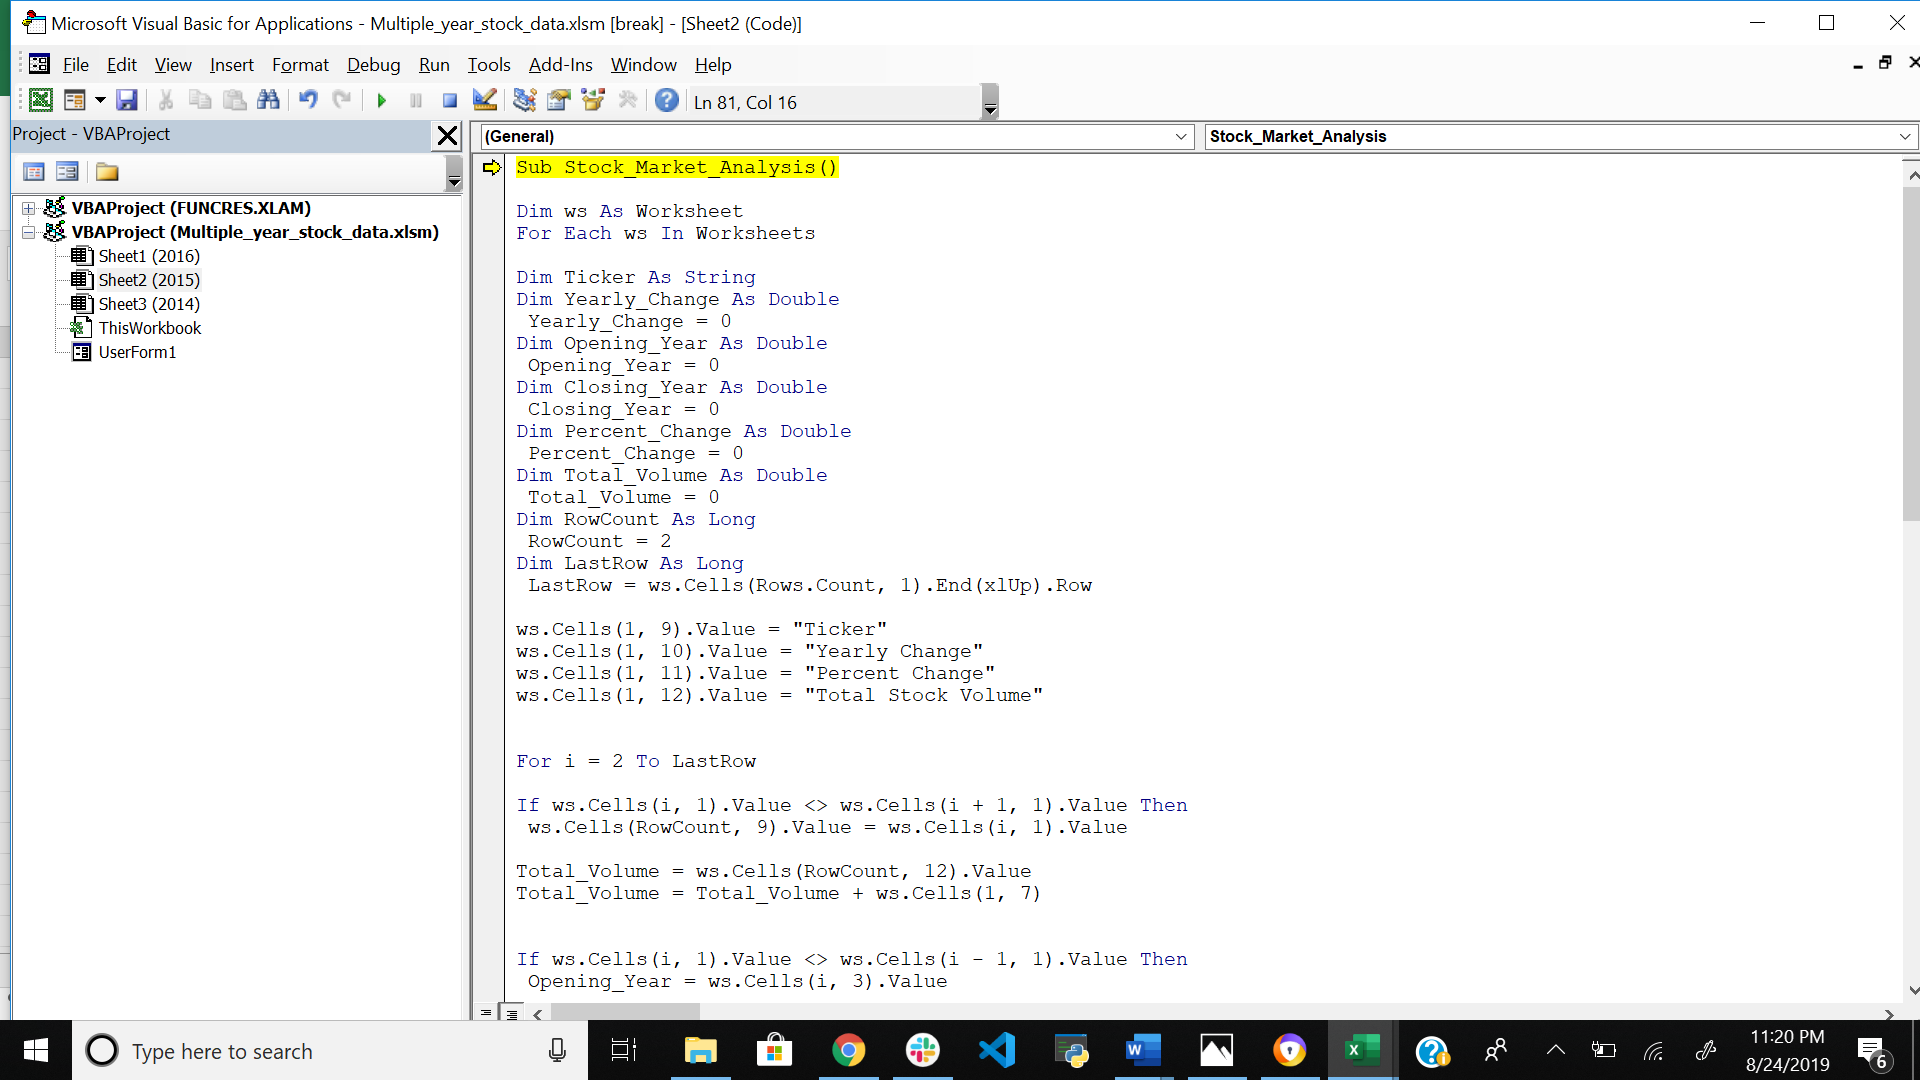 Microsoft Visual Basic for Applications - Multiple_year_stock_data.xlsm [break] - [Sheet2 (Code)]
File Edit View Insert Format Debug Run Tools Add-Ins Window Help
Ln 81, Col 16
Project - VBAProject
(General)
Stock_Market_Analysis
VBAProject (FUNCRES.XLAM)
VBAProject (Multiple_year_stock_data.xlsm)
Sheet1 (2016)
Sheet2 (2015)
Sheet3 (2014)
ThisWorkbook
UserForm1
Sub Stock_Market_Analysis()
Dim ws As Worksheet
For Each ws In Worksheets
Dim Ticker As String
Dim Yearly_Change As Double
Yearly_Change = 0
Dim Opening_Year As Double
Opening_Year = 0
Dim Closing_Year As Double
Closing_Year = 0
Dim Percent_Change As Double
Percent_Change = 0
Dim Total_Volume As Double
Total_Volume = 0
Dim RowCount As Long
RowCount = 2
Dim LastRow As Long
LastRow = ws.Cells(Rows.Count, 1).End(xlUp).Row
ws.Cells(1, 9).Value = "Ticker"
ws.Cells(1, 10).Value = "Yearly Change"
ws.Cells(1, 11).Value = "Percent Change"
ws.Cells(1, 12).Value = "Total Stock Volume"
For i = 2 To LastRow
If ws.Cells(i, 1).Value <> ws.Cells(i + 1, 1).Value Then
ws.Cells(RowCount, 9).Value = ws.Cells(i, 1).Value
Total_Volume = ws.Cells(RowCount, 12).Value
Total_Volume = Total_Volume + ws.Cells(1, 7)
If ws.Cells(i, 1).Value <> ws.Cells(i - 1, 1).Value Then
Opening_Year = ws.Cells(i, 3).Value
Type here to search
11:20 PM
8/24/2019
6